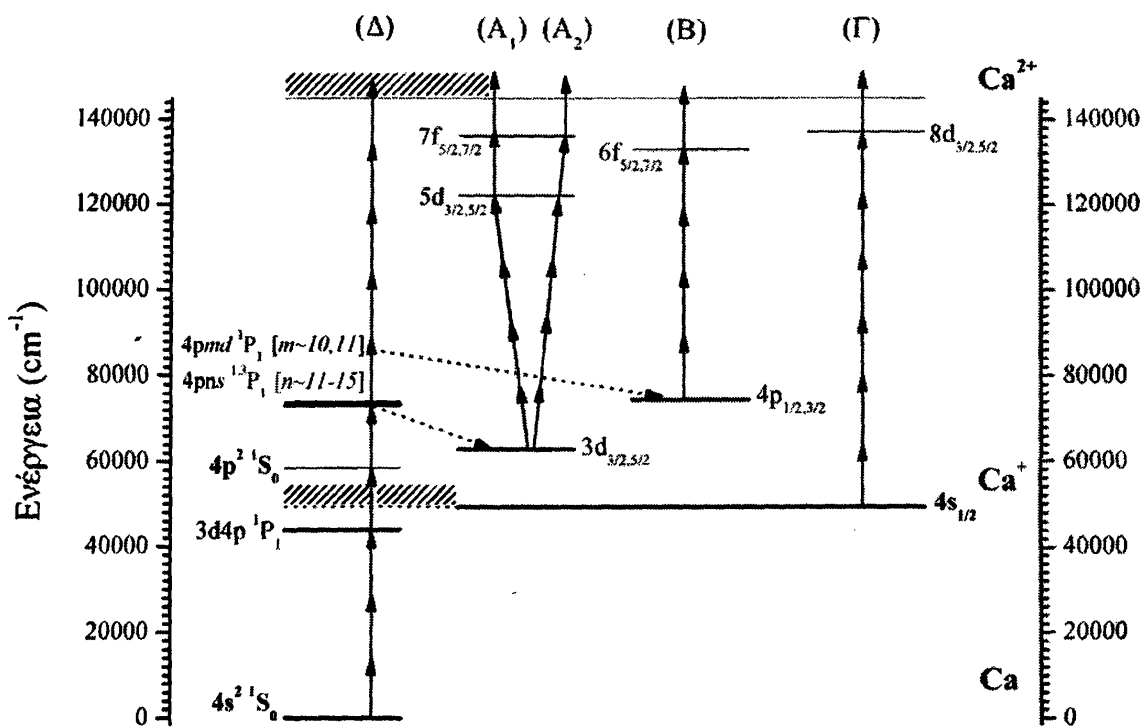 (Δ)
(Α₁)
(Α₂)
(Β)
(Γ)
Ca²⁺
140000
120000
100000
80000
60000
40000
20000
0
Ενέργεια (cm⁻¹)
7f5/2,7/2
5d3/2,5/2
6f5/2,7/2
8d3/2,5/2
4pmd ¹P₁ [m~10,11]
4pns ¹,³P₁ [n~11-15]
4p1/2,3/2
3d3/2,5/2
4p² ¹S₀
Ca⁺
4s1/2
3d4p ¹P₁
Ca
4s² ¹S₀
140000
120000
100000
80000
60000
40000
20000
0